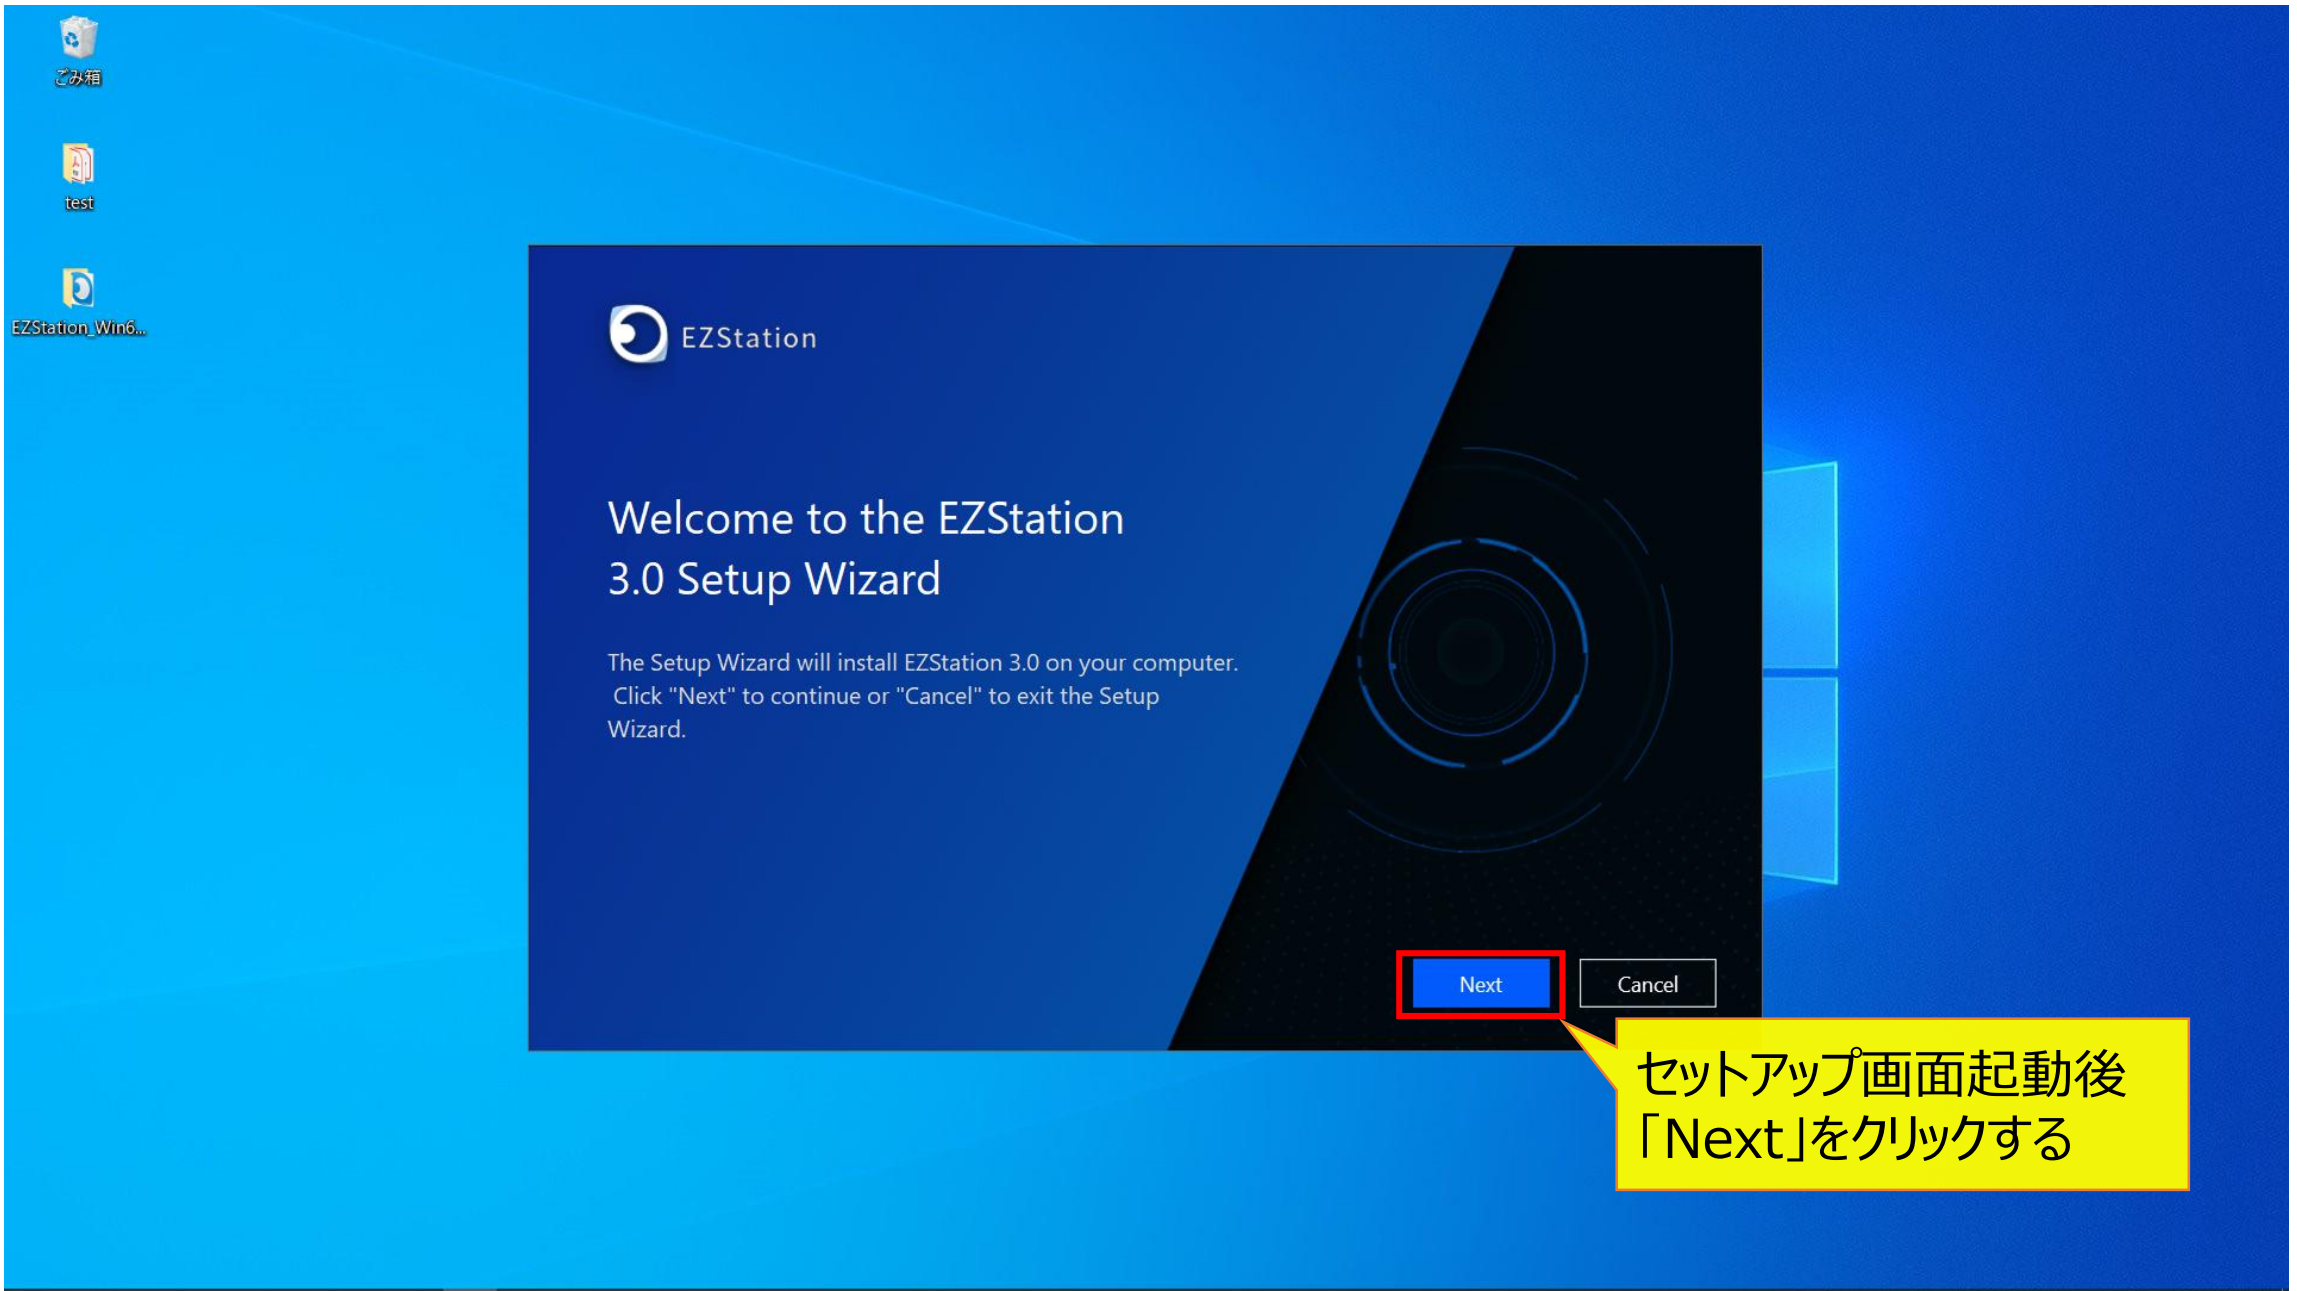 ごみ箱
test
EZStation_Win6...
EZStation
Welcome to the EZStation
3.0 Setup Wizard
The Setup Wizard will install EZStation 3.0 on your computer.
Click "Next" to continue or "Cancel" to exit the Setup
Wizard.
Next
Cancel
セットアップ画面起動後
「Next」をクリックする